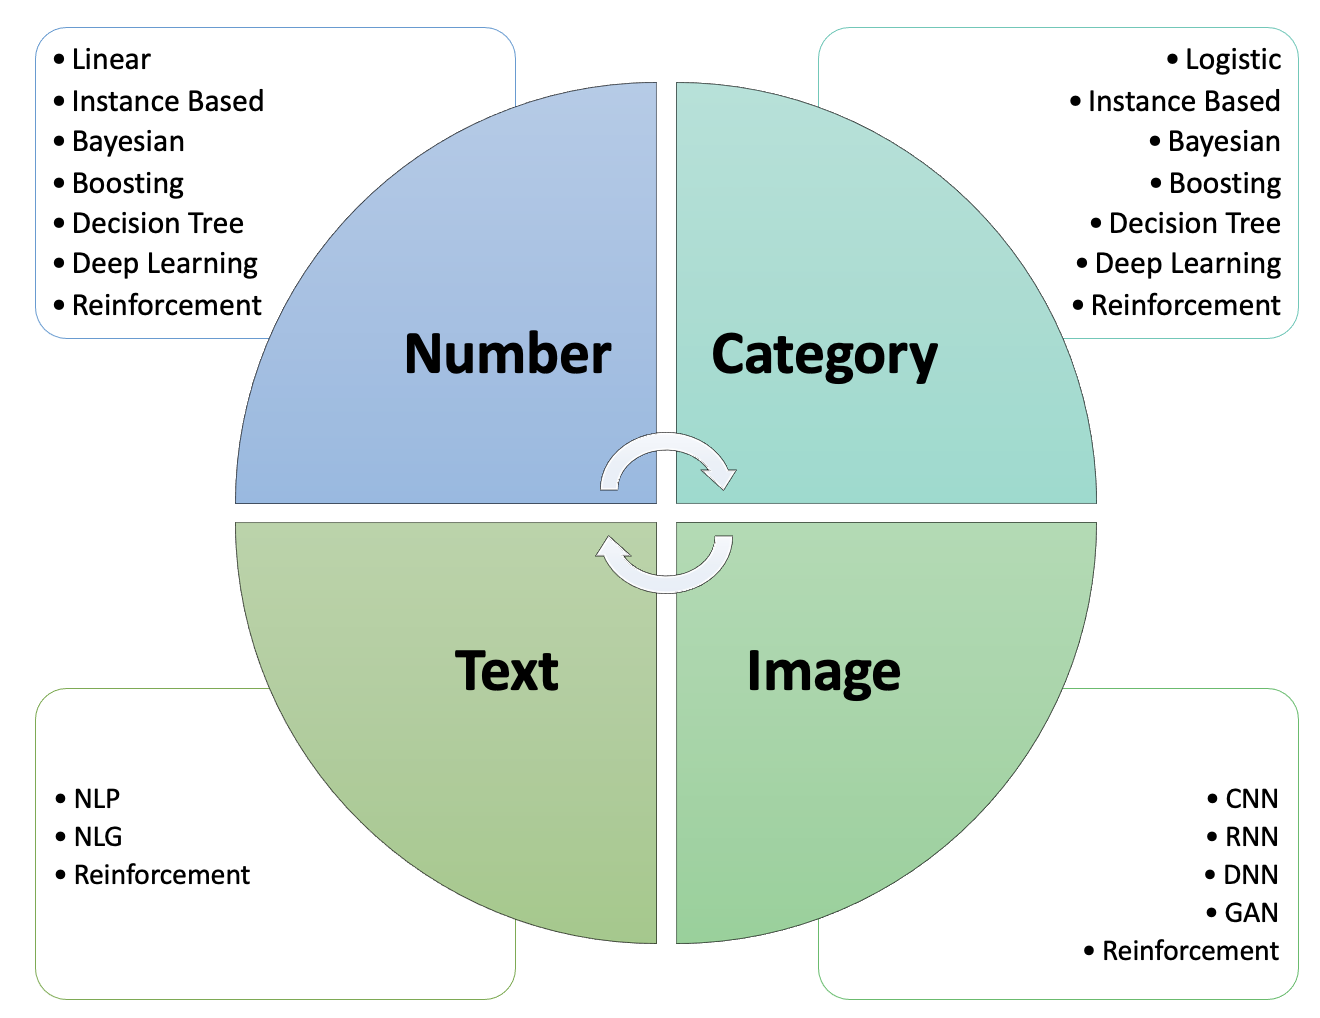 • Linear
• Instance Based
• Bayesian
• Boosting
• Decision Tree
• Deep Learning
• Reinforcement
Number
• Logistic
• Instance Based
• Bayesian
• Boosting
• Decision Tree
• Deep Learning
• Reinforcement
Category
Text
• NLP
• NLG
• Reinforcement
Image
• CNN
• RNN
• DNN
• GAN
• Reinforcement